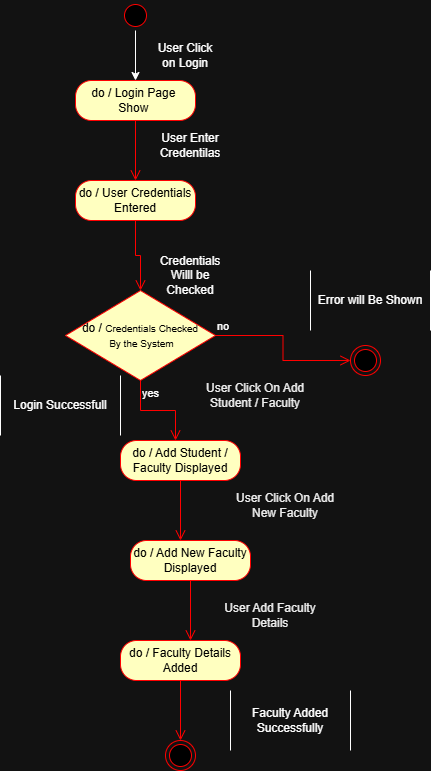 User Click
on Login
do / Login Page
Show
User Enter
Credentilas
do / User Credentials
Entered
Credentials
Willl be
Checked
do / Credentials Checked
By the System
no
Error will Be Shown
yes
Login Successfull
User Click On Add
Student / Faculty
do / Add Student /
Faculty Displayed
User Click On Add
New Faculty
do / Add New Faculty
Displayed
User Add Faculty
Details
do / Faculty Details
Added
Faculty Added
Successfully